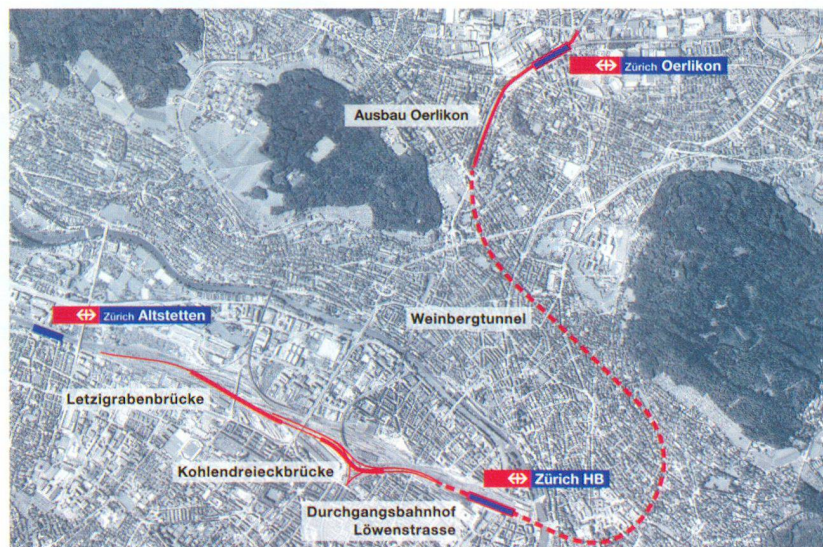 Zürich Oerlikon
Ausbau Oerlikon
Zürich Altstetten
Weinbergtunnel
Letzigrabenbrücke
Kohlendreieckbrücke
Zürich HB
Durchgangsbahnhof
Löwenstrasse